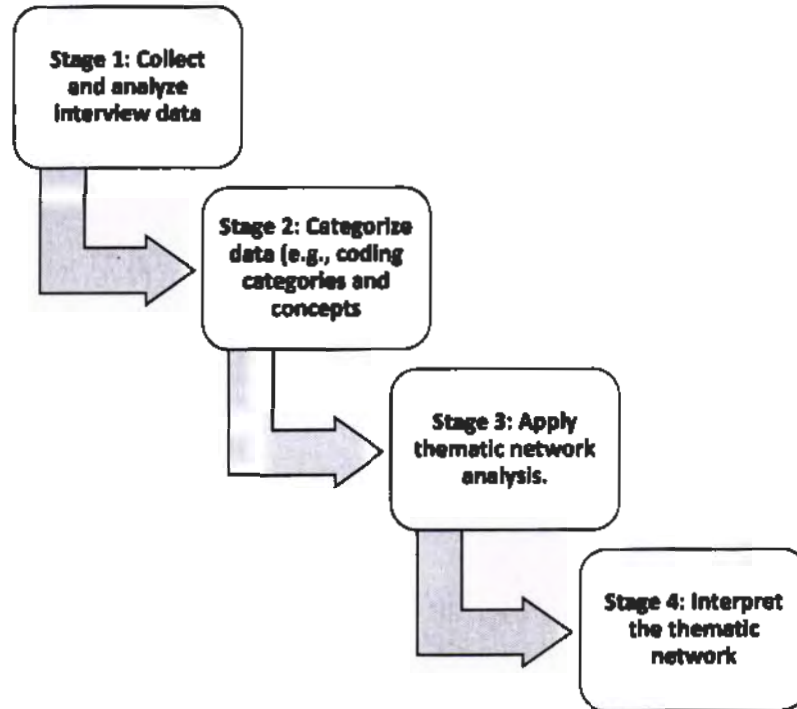 Stage 1: Collect
and analyze
interview data
Stage 2: Categorize
data (e.g., coding
categories and
concepts
Stage 3: Apply
thematic network
analysis.
Stage 4: Interpret
the thematic
network